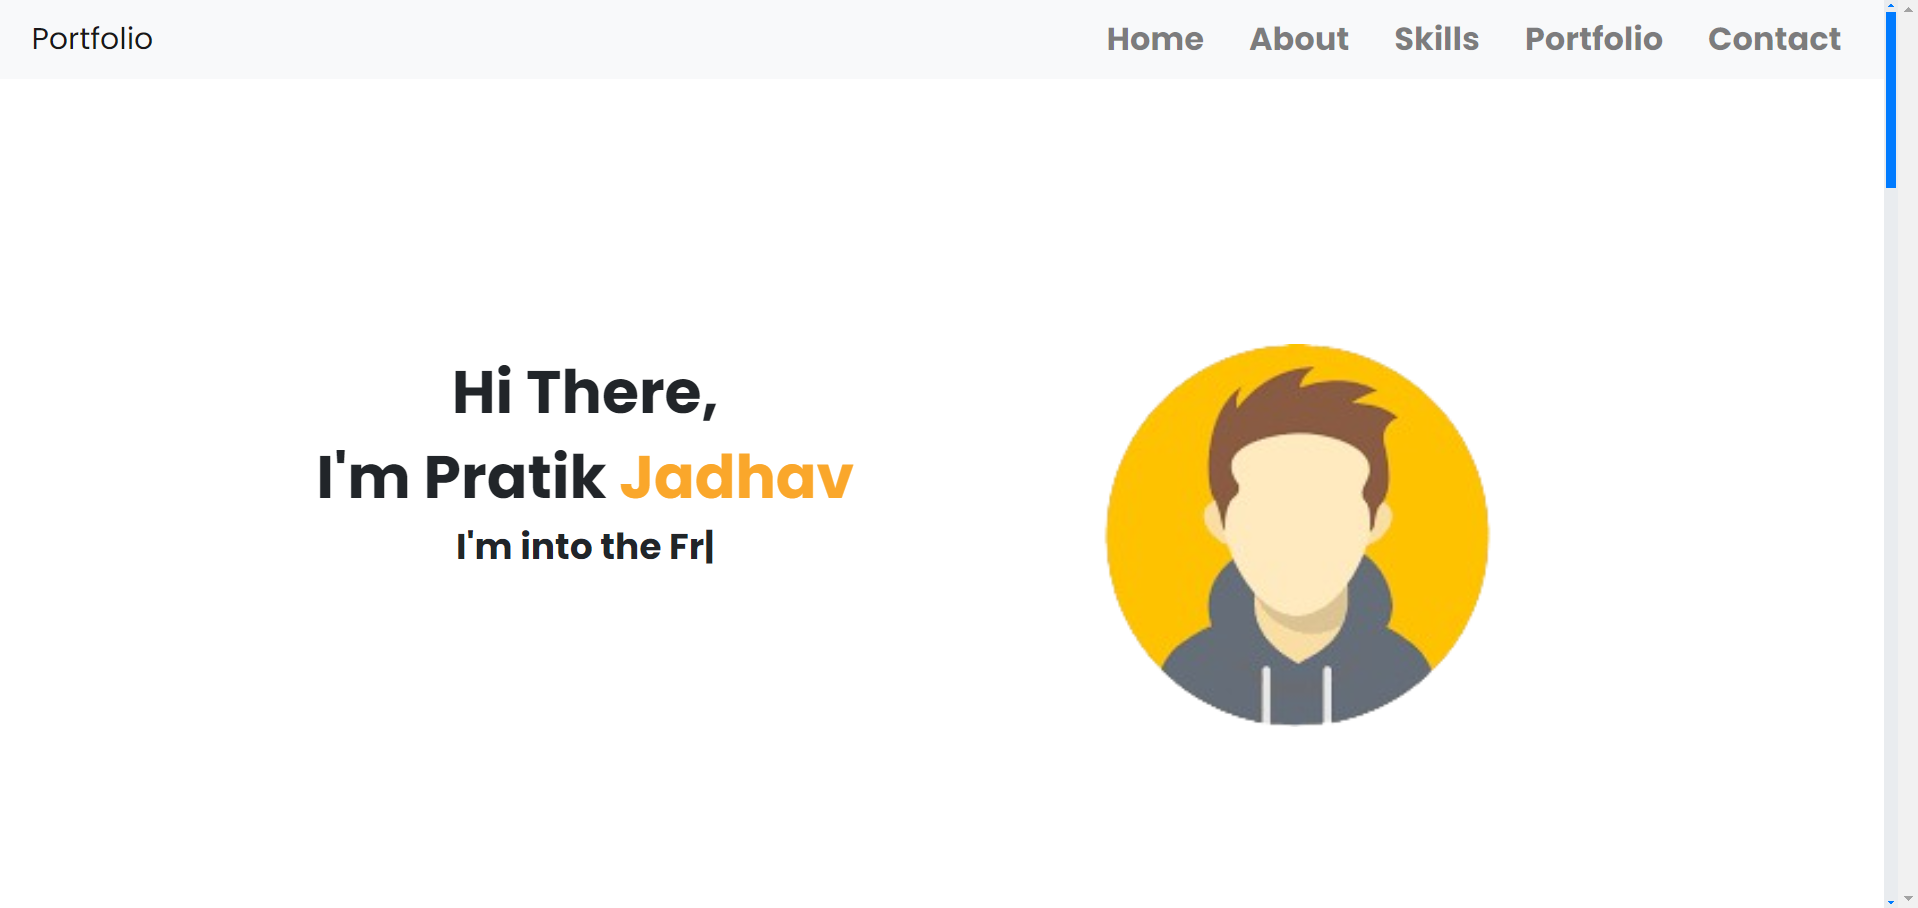 Portfolio
Home About Skills Portfolio Contact
Hi There,
I'm Pratik Jadhav
I'm into the Fr|